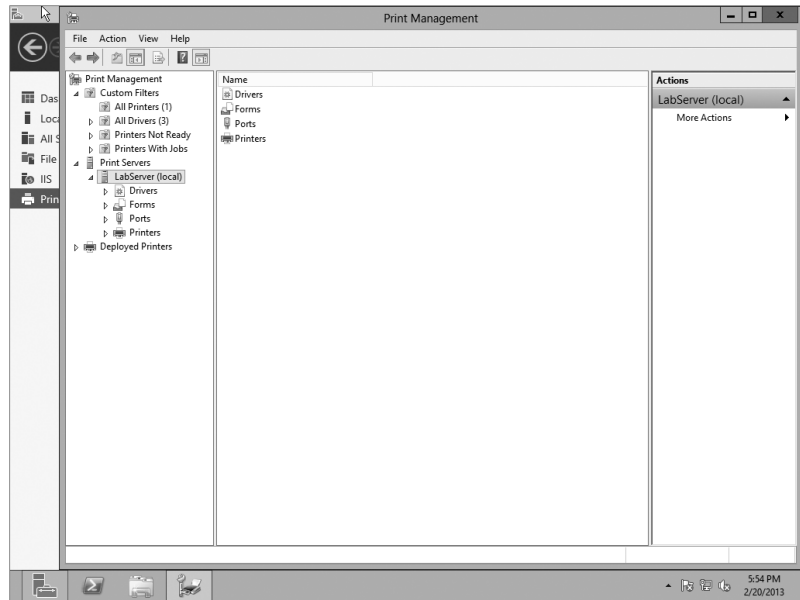 Print Management
File Action View Help
Print Management
Custom Filters
All Printers (1)
All Drivers (3)
Printers Not Ready
Printers With Jobs
Print Servers
LabServer (local)
Drivers
Forms
Ports
Printers
Deployed Printers
Name
Drivers
Forms
Ports
Printers
Actions
LabServer (local)
More Actions
Das
Loca
All S
File
IIS
Prin
5:54 PM
2/20/2013